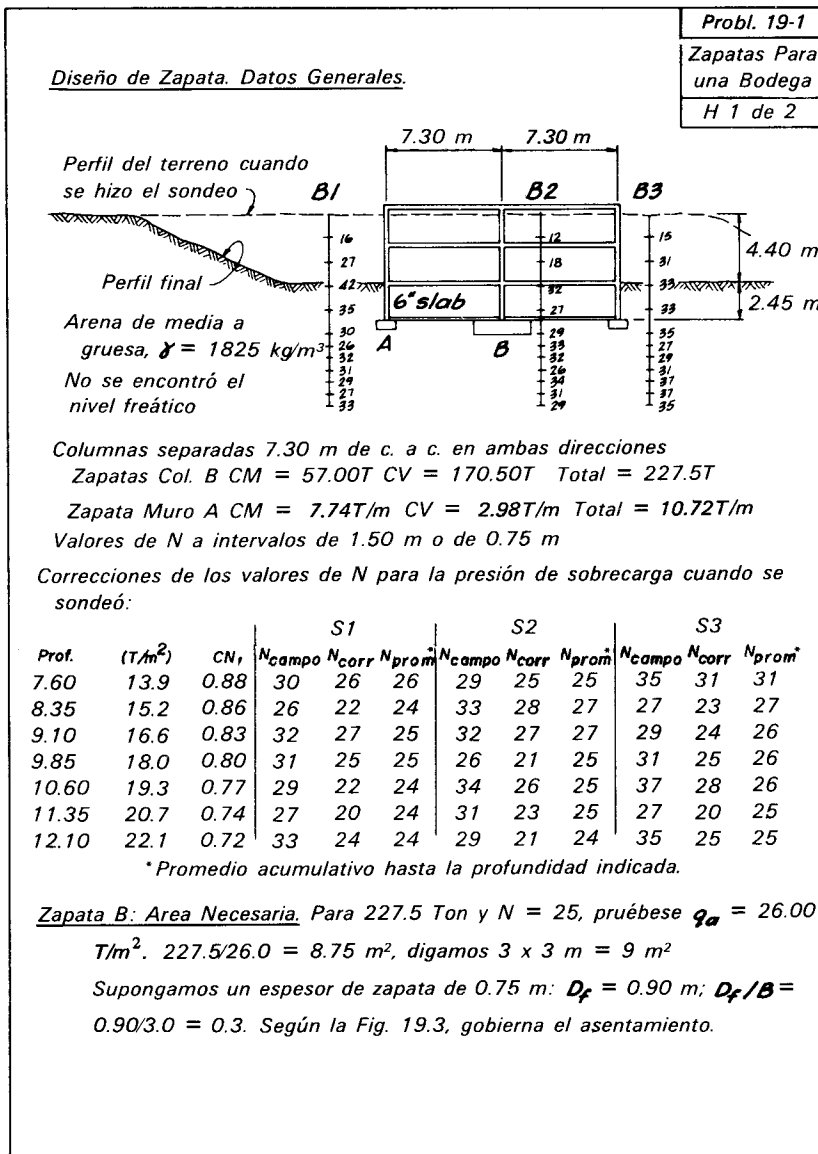 Probl. 19-1
Zapatas Para
una Bodega
H 1 de 2
Diseño de Zapata. Datos Generales.
7.30 m 7.30 m
Perfil del terreno cuando
se hizo el sondeo
B1 B2 B3
16 12 15
27 18 31
4.40 m
Perfil final
42 32 33
6" slab
35 27 33
2.45 m
Arena de media a
gruesa, γ = 1825 kg/m³
No se encontró el
nivel freático
30 29 35
26 33 27
32 32 29
31 26 31
29 34 37
27 31 37
33 29 35
A B
Columnas separadas 7.30 m de c. a c. en ambas direcciones
Zapatas Col. B CM = 57.00T CV = 170.50T Total = 227.5T
Zapata Muro A CM = 7.74T/m CV = 2.98T/m Total = 10.72T/m
Valores de N a intervalos de 1.50 m o de 0.75 m
Correcciones de los valores de N para la presión de sobrecarga cuando se
sondeó:
S1 S2 S3
Prof. (T/m²) CN, Ncampo Ncorr Nprom* Ncampo Ncorr Nprom* Ncampo Ncorr Nprom*
7.60 13.9 0.88 30 26 26 29 25 25 35 31 31
8.35 15.2 0.86 26 22 24 33 28 27 27 23 27
9.10 16.6 0.83 32 27 25 32 27 27 29 24 26
9.85 18.0 0.80 31 25 25 26 21 25 31 25 26
10.60 19.3 0.77 29 22 24 34 26 25 37 28 26
11.35 20.7 0.74 27 20 24 31 23 25 27 20 25
12.10 22.1 0.72 33 24 24 29 21 24 35 25 25
*Promedio acumulativo hasta la profundidad indicada.
Zapata B: Area Necesaria. Para 227.5 Ton y N = 25, pruébese qa = 26.00
T/m². 227.5/26.0 = 8.75 m², digamos 3 x 3 m = 9 m²
Supongamos un espesor de zapata de 0.75 m: Df = 0.90 m; Df/B =
0.90/3.0 = 0.3. Según la Fig. 19.3, gobierna el asentamiento.